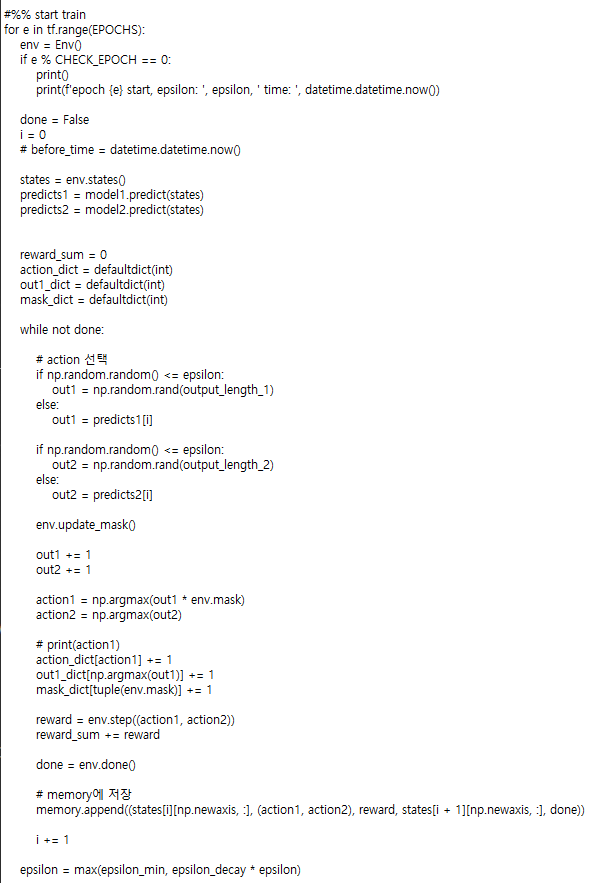 #%% start train
for e in tf.range(EPOCHS):
    env = Env()
    if e % CHECK_EPOCH == 0:
        print()
        print(f'epoch {e} start, epsilon: ', epsilon, ' time: ', datetime.datetime.now())

    done = False
    i = 0
    # before_time = datetime.datetime.now()

    states = env.states()
    predicts1 = model1.predict(states)
    predicts2 = model2.predict(states)


    reward_sum = 0
    action_dict = defaultdict(int)
    out1_dict = defaultdict(int)
    mask_dict = defaultdict(int)

    while not done:

        # action 선택
        if np.random.random() <= epsilon:
            out1 = np.random.rand(output_length_1)
        else:
            out1 = predicts1[i]

        if np.random.random() <= epsilon:
            out2 = np.random.rand(output_length_2)
        else:
            out2 = predicts2[i]

        env.update_mask()

        out1 += 1
        out2 += 1

        action1 = np.argmax(out1 * env.mask)
        action2 = np.argmax(out2)

        # print(action1)
        action_dict[action1] += 1
        out1_dict[np.argmax(out1)] += 1
        mask_dict[tuple(env.mask)] += 1

        reward = env.step((action1, action2))
        reward_sum += reward

        done = env.done()

        # memory에 저장
        memory.append((states[i][np.newaxis, :], (action1, action2), reward, states[i + 1][np.newaxis, :], done))

        i += 1

    epsilon = max(epsilon_min, epsilon_decay * epsilon)